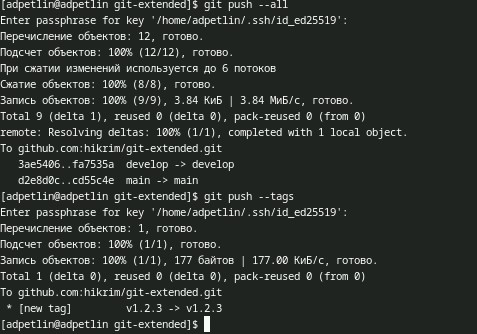 [adpetlin@adpetlin git-extended]$ git push --all
Enter passphrase for key '/home/adpetlin/.ssh/id_ed25519':
Перечисление объектов: 12, готово.
Подсчет объектов: 100% (12/12), готово.
При сжатии изменений используется до 6 потоков
Сжатие объектов: 100% (8/8), готово.
Запись объектов: 100% (9/9), 3.84 КиБ | 3.84 МиБ/с, готово.
Total 9 (delta 1), reused 0 (delta 0), pack-reused 0 (from 0)
remote: Resolving deltas: 100% (1/1), completed with 1 local object.
To github.com:hikrim/git-extended.git
   3ae5406..fa7535a  develop -> develop
   d2e8d0c..cd55c4e  main -> main
[adpetlin@adpetlin git-extended]$ git push --tags
Enter passphrase for key '/home/adpetlin/.ssh/id_ed25519':
Перечисление объектов: 1, готово.
Подсчет объектов: 100% (1/1), готово.
Запись объектов: 100% (1/1), 177 байтов | 177.00 КиБ/с, готово.
Total 1 (delta 0), reused 0 (delta 0), pack-reused 0 (from 0)
To github.com:hikrim/git-extended.git
 * [new tag]         v1.2.3 -> v1.2.3
[adpetlin@adpetlin git-extended]$